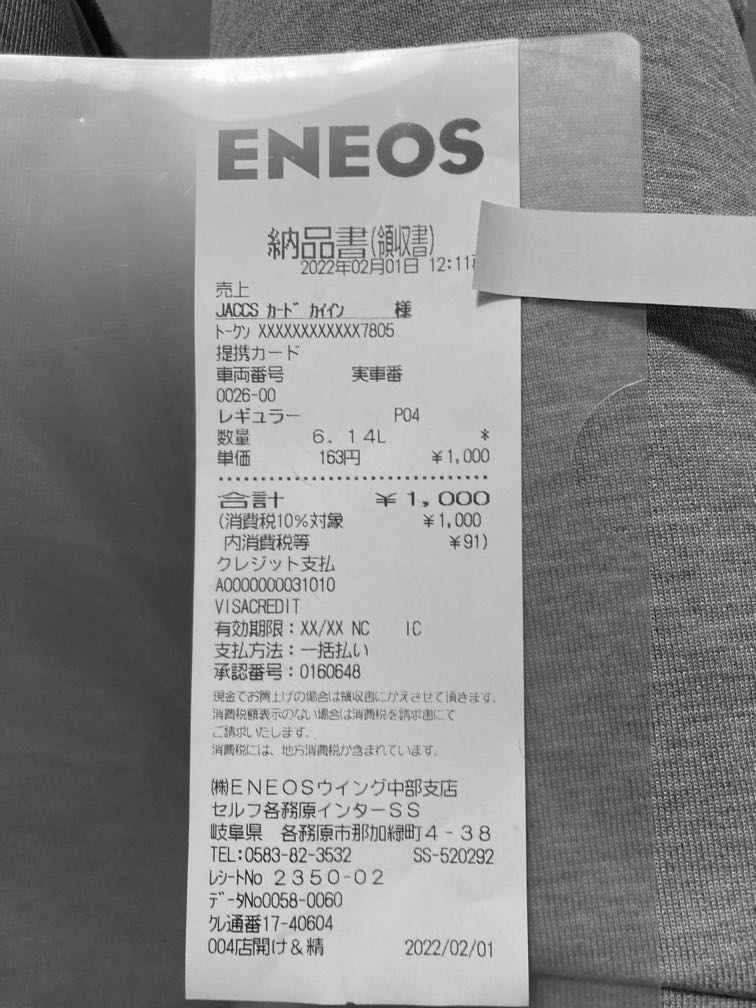 ENEOS
納品書(領収書)
2022年02月01日 12:11
売上
JACCS カード カイイン 様
トークン XXXXXXXXXXXX7805
提携カード
車両番号 実車番
0026-00
レギュラー P04
数量 6.14L *
単価 163円 ¥1,000
合計 ¥1,000
(消費税10%対象 ¥1,000
内消費税等 ¥91)
クレジット支払
A0000000031010
VISACREDIT
有効期限:XX/XX NC IC
支払方法:一括払い
承認番号:0160648
現金でお買上げの場合は領収書にかえさせて頂きます。
消費税額表示のない場合は消費税を請求書にて
ご請求いたします。
消費税には、地方消費税が含まれています。
㈱ENEOSウイング中部支店
セルフ各務原インターSS
岐阜県 各務原市那加緑町4-38
TEL:0583-82-3532 SS-520292
レシートNo 2350-02
データNo0058-0060
クレ通番17-40604
004店開け&精 2022/02/01